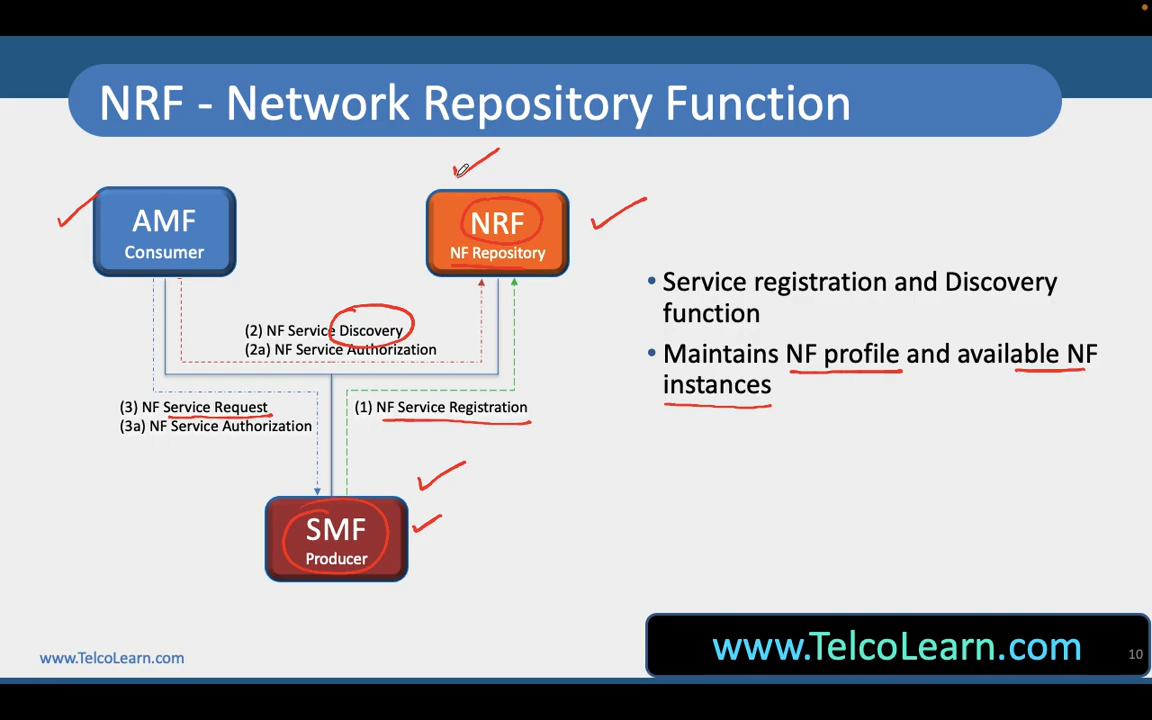 NRF - Network Repository Function
AMF
Consumer
NRF
NF Repository
(2) NF Service Discovery
(2a) NF Service Authorization
(3) NF Service Request
(3a) NF Service Authorization
(1) NF Service Registration
SMF
Producer
• Service registration and Discovery
function
• Maintains NF profile and available NF
instances
www.TelcoLearn.com
www.TelcoLearn.com
10